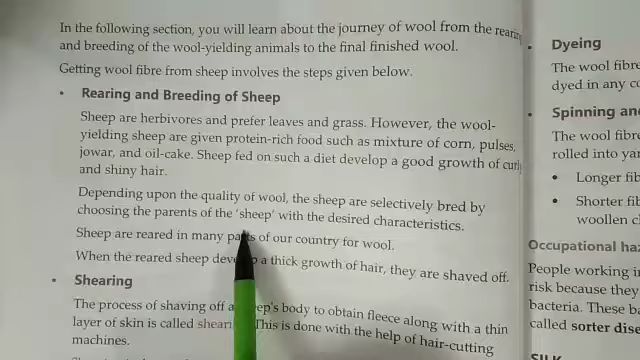 In the following section, you will learn about the journey of wool from the rearing
and breeding of the wool-yielding animals to the final finished wool.
Getting wool fibre from sheep involves the steps given below.
• Rearing and Breeding of Sheep
Sheep are herbivores and prefer leaves and grass. However, the wool-
yielding sheep are given protein-rich food such as mixture of corn, pulses,
jowar, and oil-cake. Sheep fed on such a diet develop a good growth of curly
and shiny hair.
Depending upon the quality of wool, the sheep are selectively bred by
choosing the parents of the ‘sheep’ with the desired characteristics.
Sheep are reared in many parts of our country for wool.
When the reared sheep develop a thick growth of hair, they are shaved off.
• Shearing
The process of shaving off a sheep's body to obtain fleece along with a thin
layer of skin is called shearing. This is done with the help of hair-cutting
machines.
• Dyeing
The wool fibre
dyed in any
• Spinning and
The wool fibre
rolled into
• Longer
• Shorter
woollen
Occupational
People working
risk because they
bacteria. These
called sorter
SILK